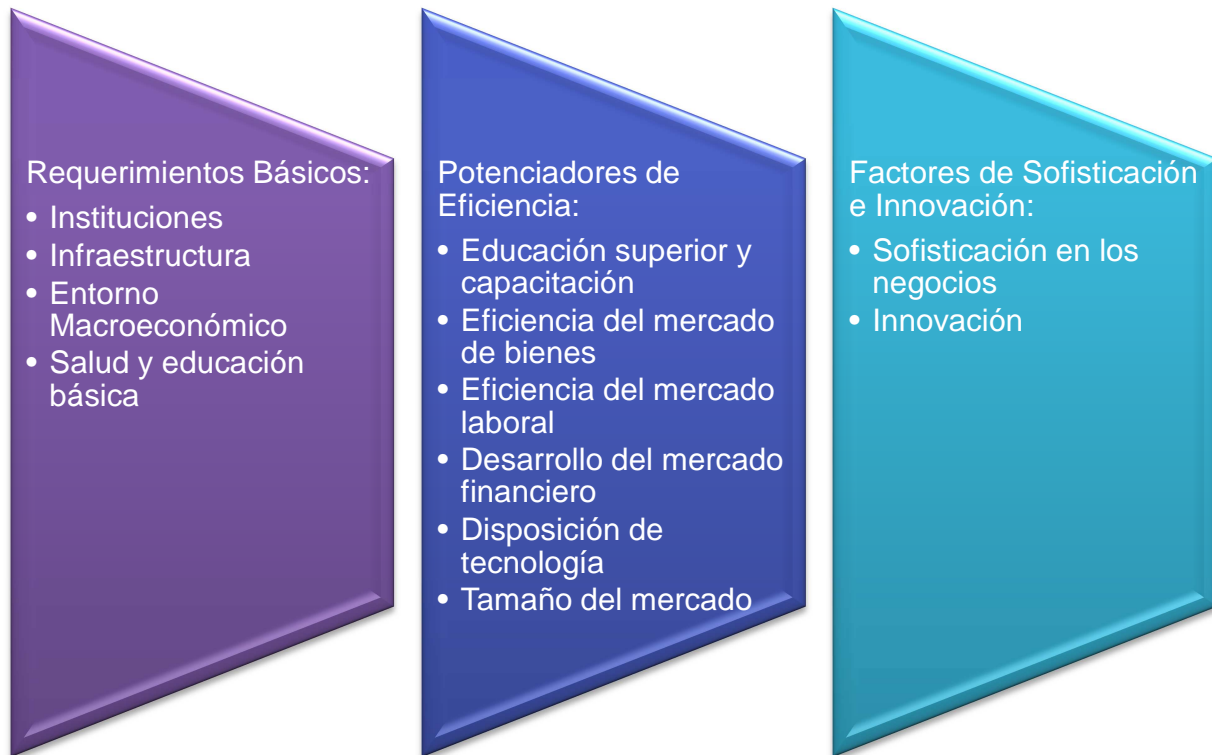 Requerimientos Básicos:
• Instituciones
• Infraestructura
• Entorno
Macroeconómico
• Salud y educación
básica
Potenciadores de
Eficiencia:
• Educación superior y
capacitación
• Eficiencia del mercado
de bienes
• Eficiencia del mercado
laboral
• Desarrollo del mercado
financiero
• Disposición de
tecnología
• Tamaño del mercado
Factores de Sofisticación
e Innovación:
• Sofisticación en los
negocios
• Innovación